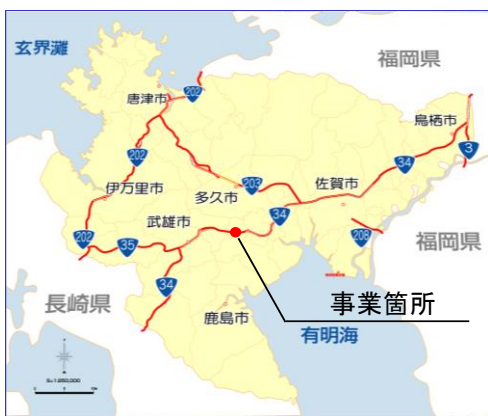 玄界灘
福岡県
唐津市
202
鳥栖市
3
202
34
伊万里市
多久市
203
佐賀市
武雄市
34
208
福岡県
202
35
34
長崎県
鹿島市
事業箇所
有明海